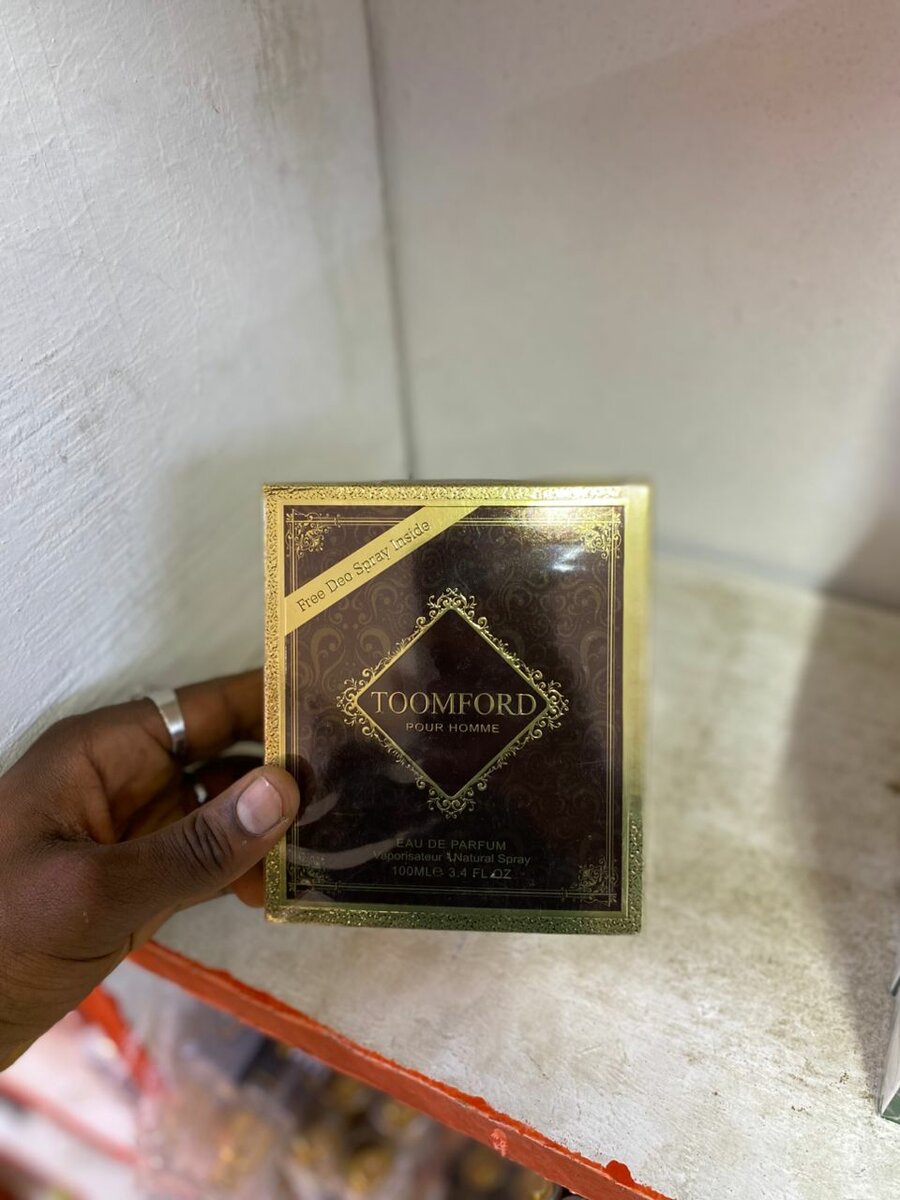 Free Deo Spray Inside
TOOMFORD
POUR HOMME
EAU DE PARFUM
Vaporisateur Natural Spray
100ML℮ 3.4 FL.OZ